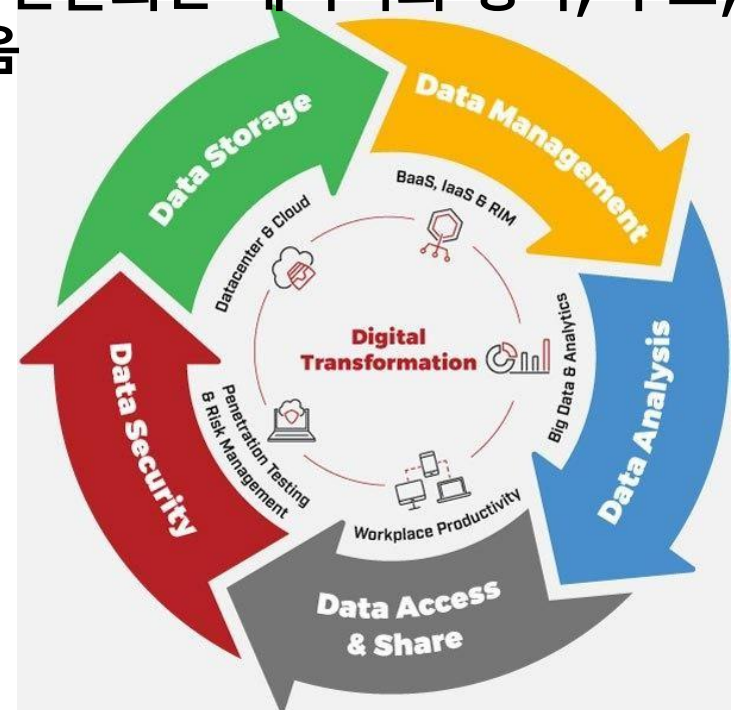 음
Data Storage
Data Management
Data Analysis
Data Access
& Share
Data Security
Datacenter & Cloud
BaaS, IaaS & RIM
Big Data & Analytics
Workplace Productivity
Penetration Testing
& Risk Management
Digital
Transformation